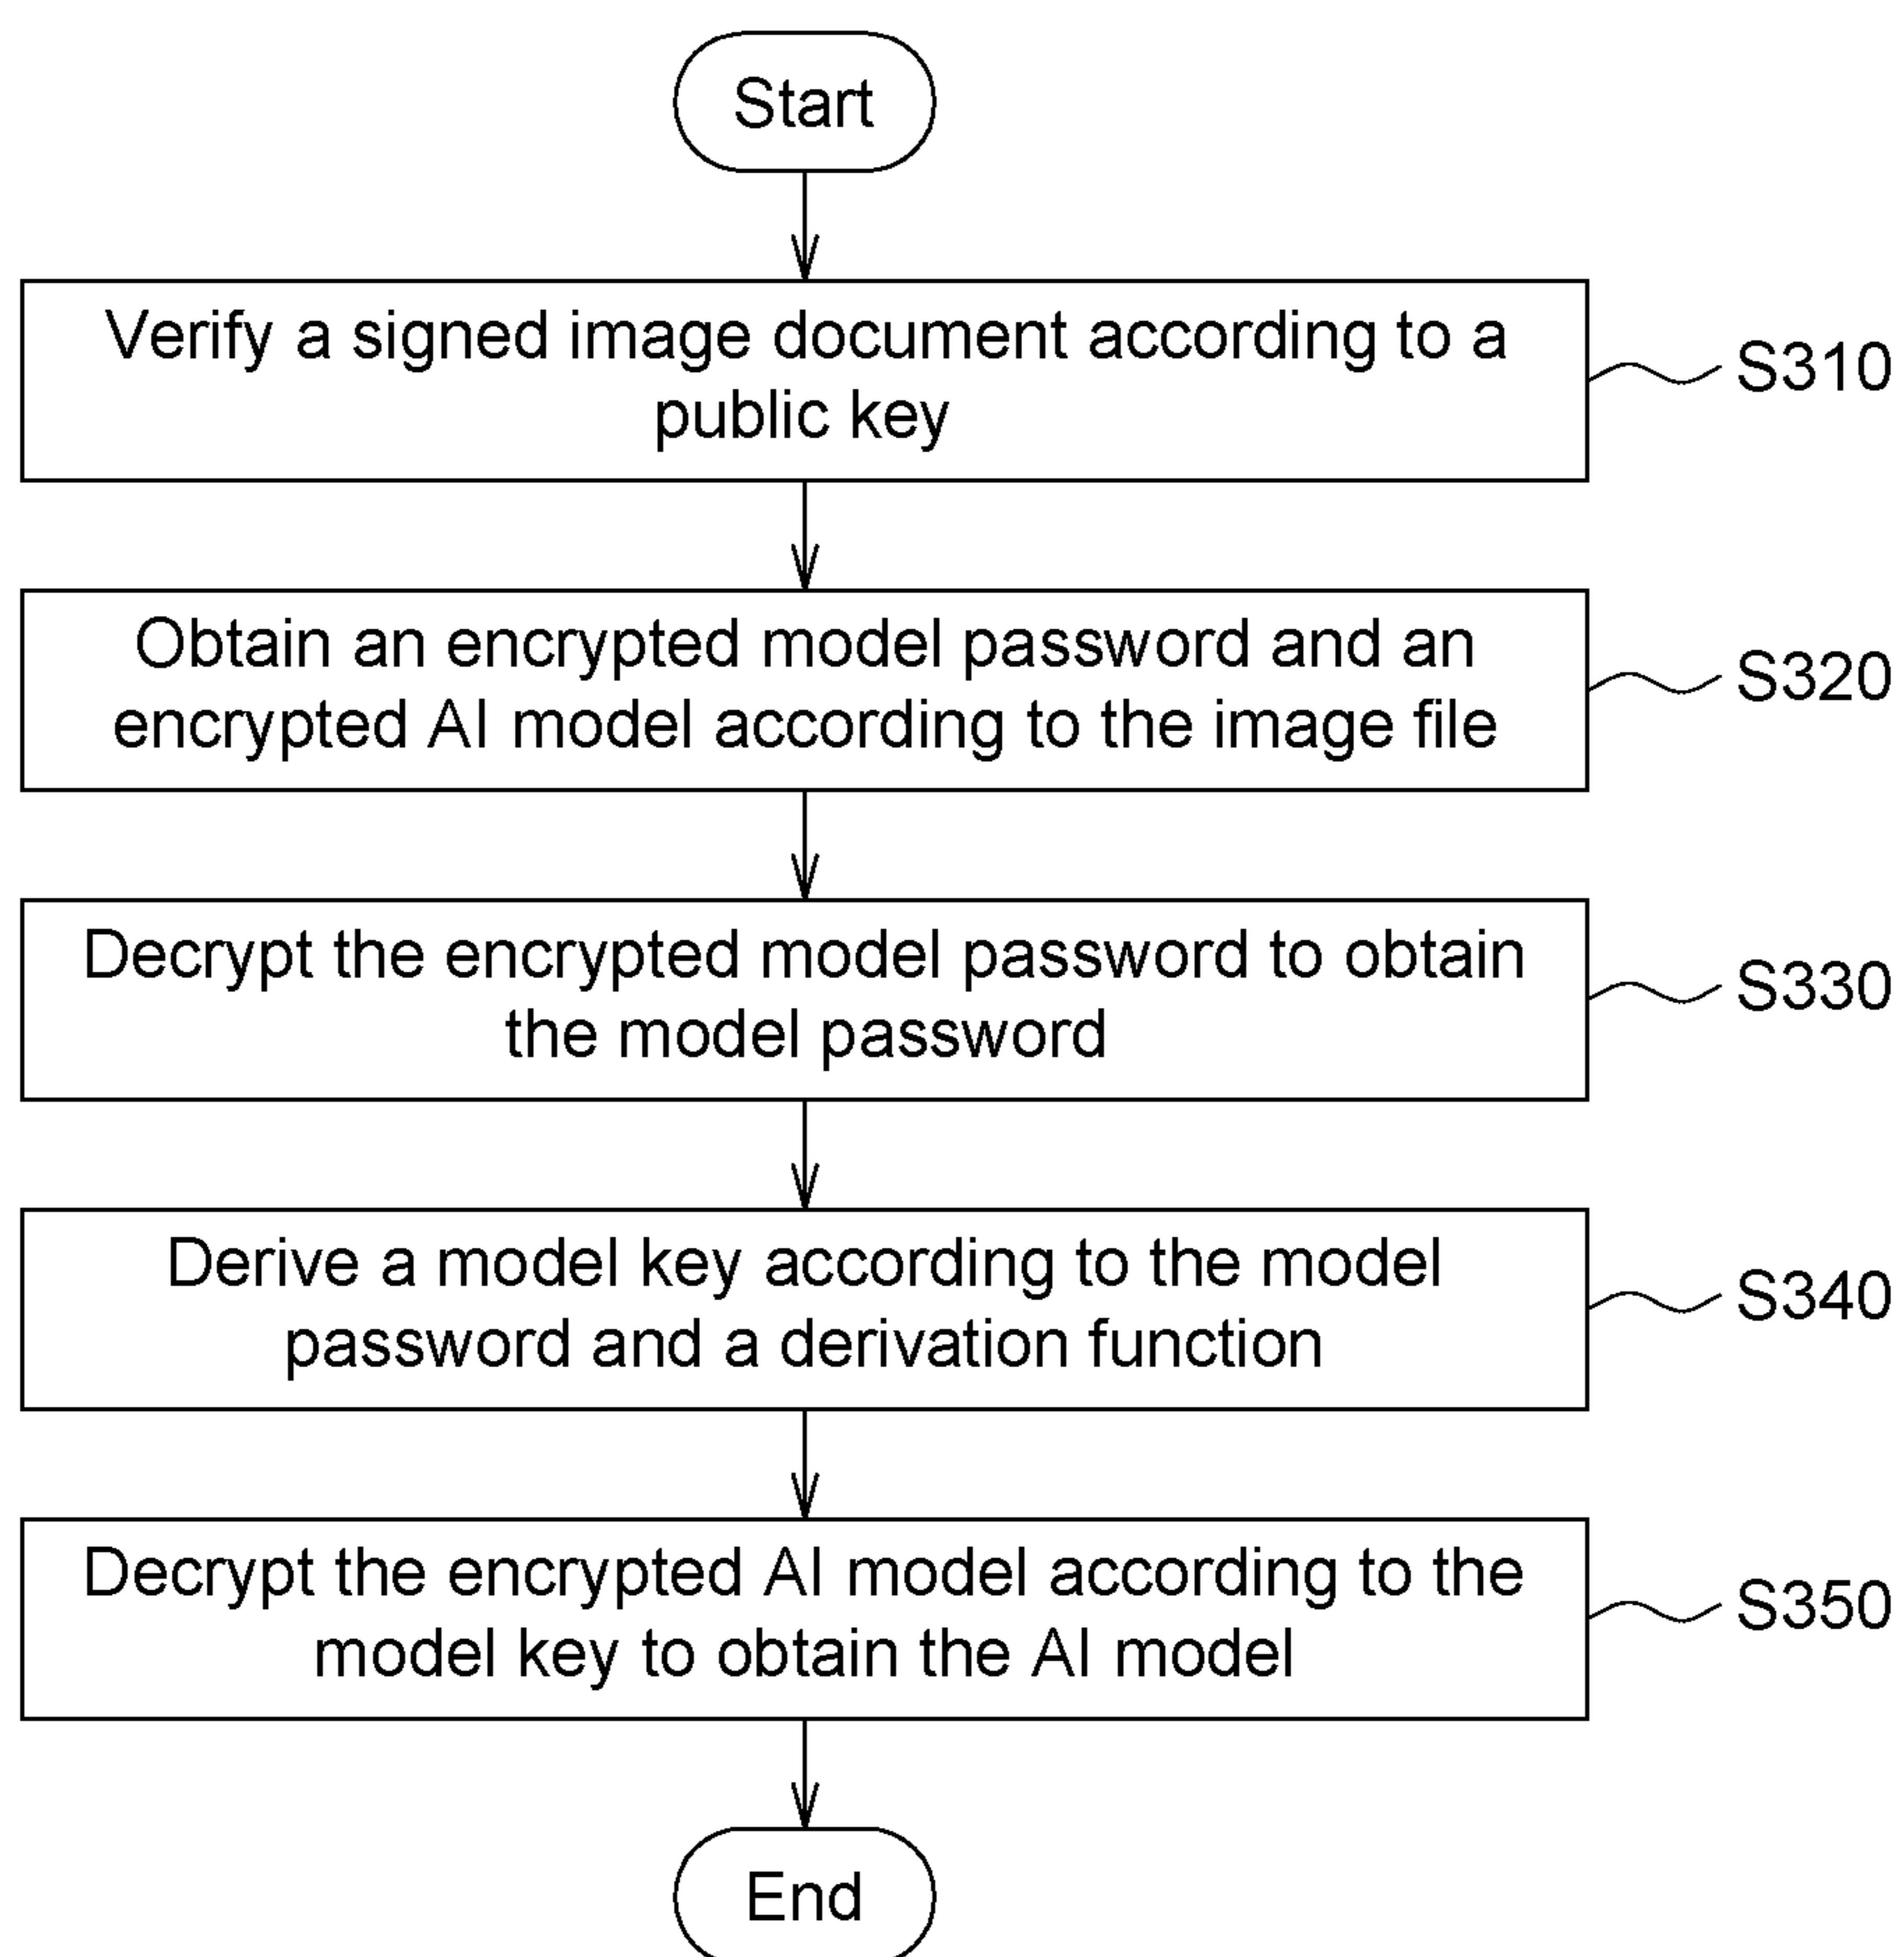 Start
Verify a signed image document according to a
public key
S310
Obtain an encrypted model password and an
encrypted AI model according to the image file
S320
Decrypt the encrypted model password to obtain
the model password
S330
Derive a model key according to the model
password and a derivation function
S340
Decrypt the encrypted AI model according to the
model key to obtain the AI model
S350
End